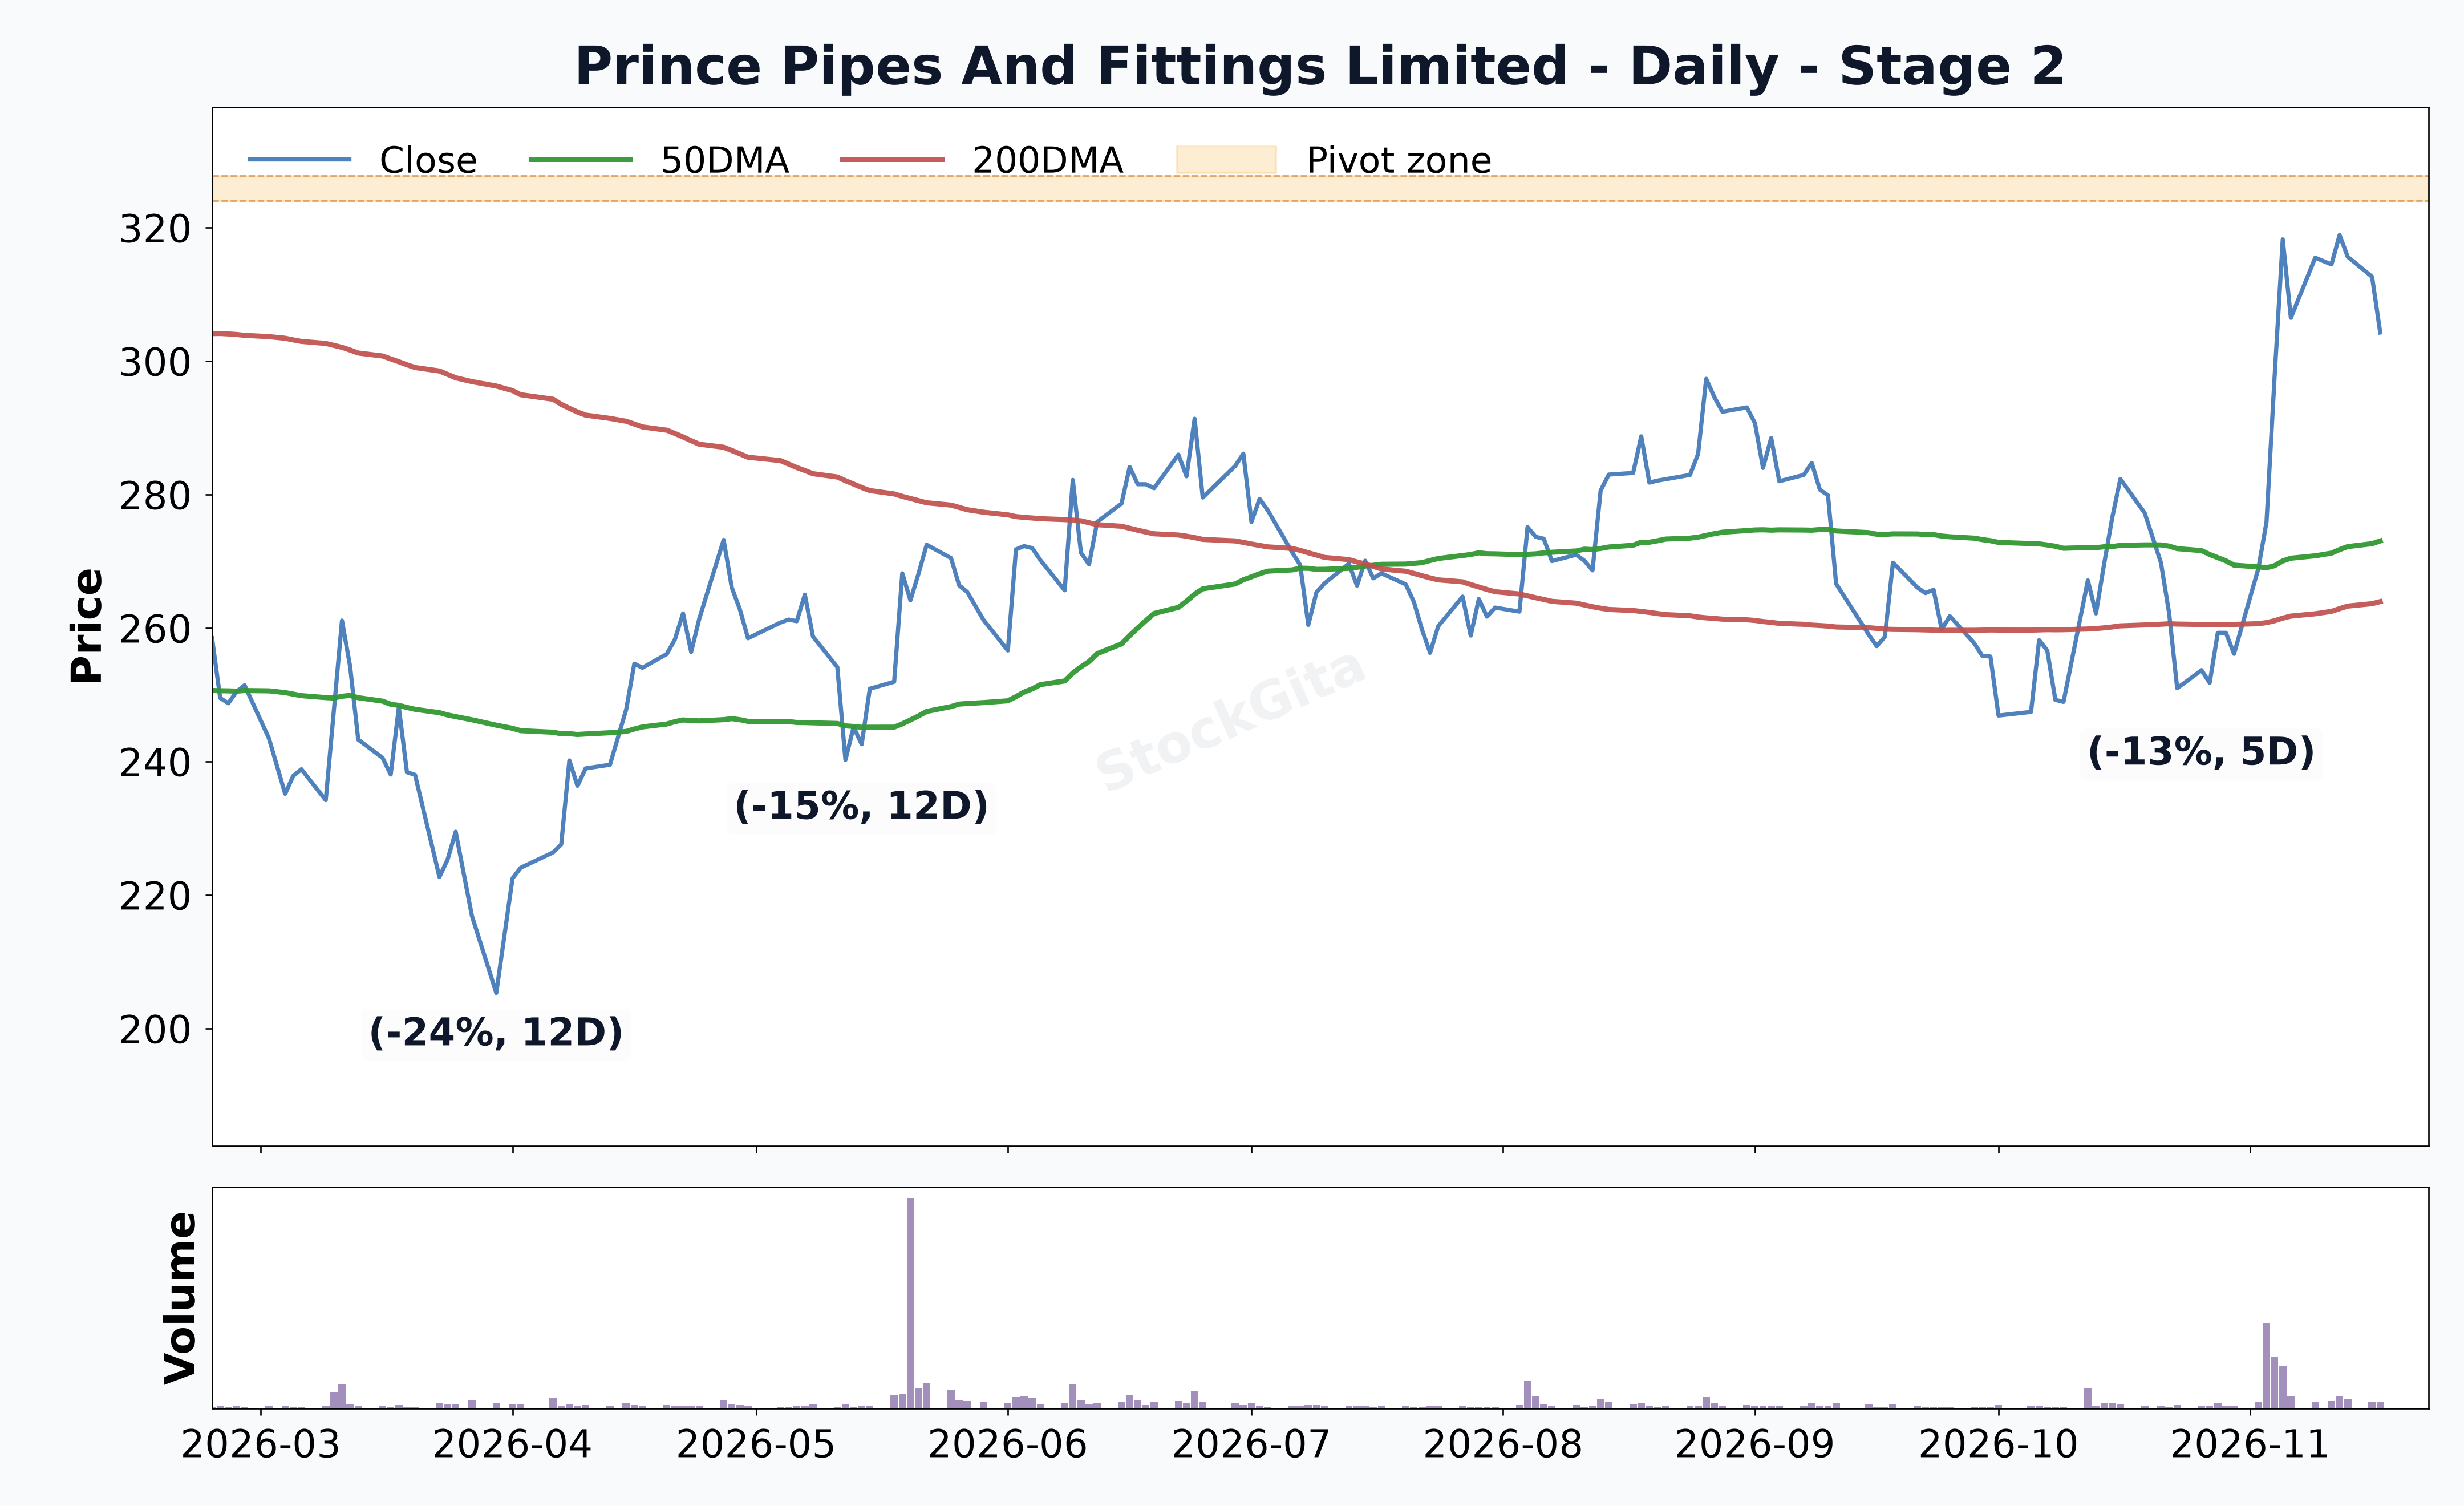 Prince Pipes And Fittings Limited - Daily - Stage 2
Close 50DMA 200DMA Pivot zone
Price
320
300
280
260
240
220
200
StockGita
(-13%, 5D)
(-15%, 12D)
(-24%, 12D)
Volume
2026-03 2026-04 2026-05 2026-06 2026-07 2026-08 2026-09 2026-10 2026-11